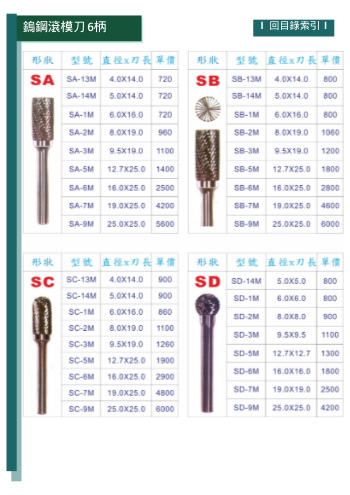 鎢鋼滾模刀6柄
回目錄索引
形狀 型號 直徑x刃長 單價
SA
SA-13M 4.0X14.0 720
SA-14M 5.0X14.0 720
SA-1M 6.0X16.0 720
SA-2M 8.0X19.0 960
SA-3M 9.5X19.0 1100
SA-5M 12.7X25.0 1400
SA-6M 16.0X25.0 2500
SA-7M 19.0X25.0 4200
SA-9M 25.0X25.0 5600
形狀 型號 直徑x刃長 單價
SB
SB-13M 4.0X14.0 800
SB-14M 5.0X14.0 800
SB-1M 6.0X16.0 800
SB-2M 8.0X19.0 1060
SB-3M 9.5X19.0 1200
SB-5M 12.7X25.0 1800
SB-6M 16.0X25.0 2800
SB-7M 19.0X25.0 4600
SB-9M 25.0X25.0 6000
形狀 型號 直徑x刃長 單價
SC
SC-13M 4.0X14.0 900
SC-14M 5.0X14.0 900
SC-1M 6.0X16.0 860
SC-2M 8.0X19.0 1100
SC-3M 9.5X19.0 1260
SC-5M 12.7X25.0 1900
SC-6M 16.0X25.0 2900
SC-7M 19.0X25.0 4800
SC-9M 25.0X25.0 6000
形狀 型號 直徑x刃長 單價
SD
SD-14M 5.0X5.0 800
SD-1M 6.0X6.0 800
SD-2M 8.0X8.0 900
SD-3M 9.5X9.5 1100
SD-5M 12.7X12.7 1300
SD-6M 16.0X16.0 1800
SD-7M 19.0X19.0 2500
SD-9M 25.0X25.0 4200